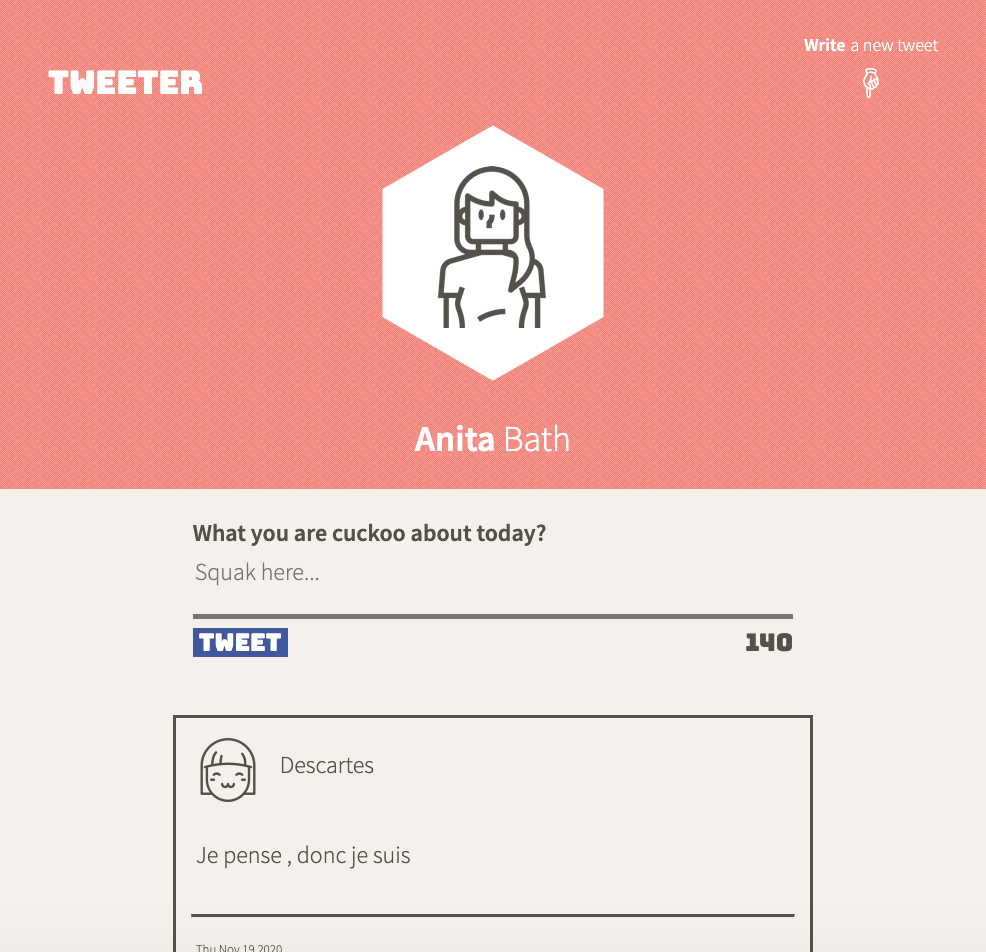 Write a new tweet
TWEETER
Anita Bath
What you are cuckoo about today?
Squak here...
TWEET
140
Descartes
Je pense , donc je suis
Thu Nov 19 2020